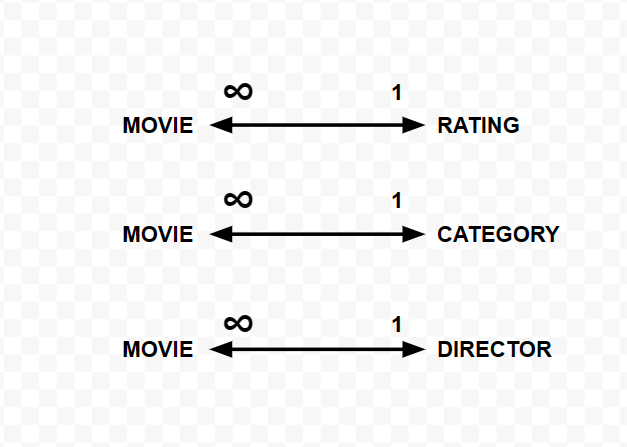 ∞ 1
MOVIE RATING
∞ 1
MOVIE CATEGORY
∞ 1
MOVIE DIRECTOR